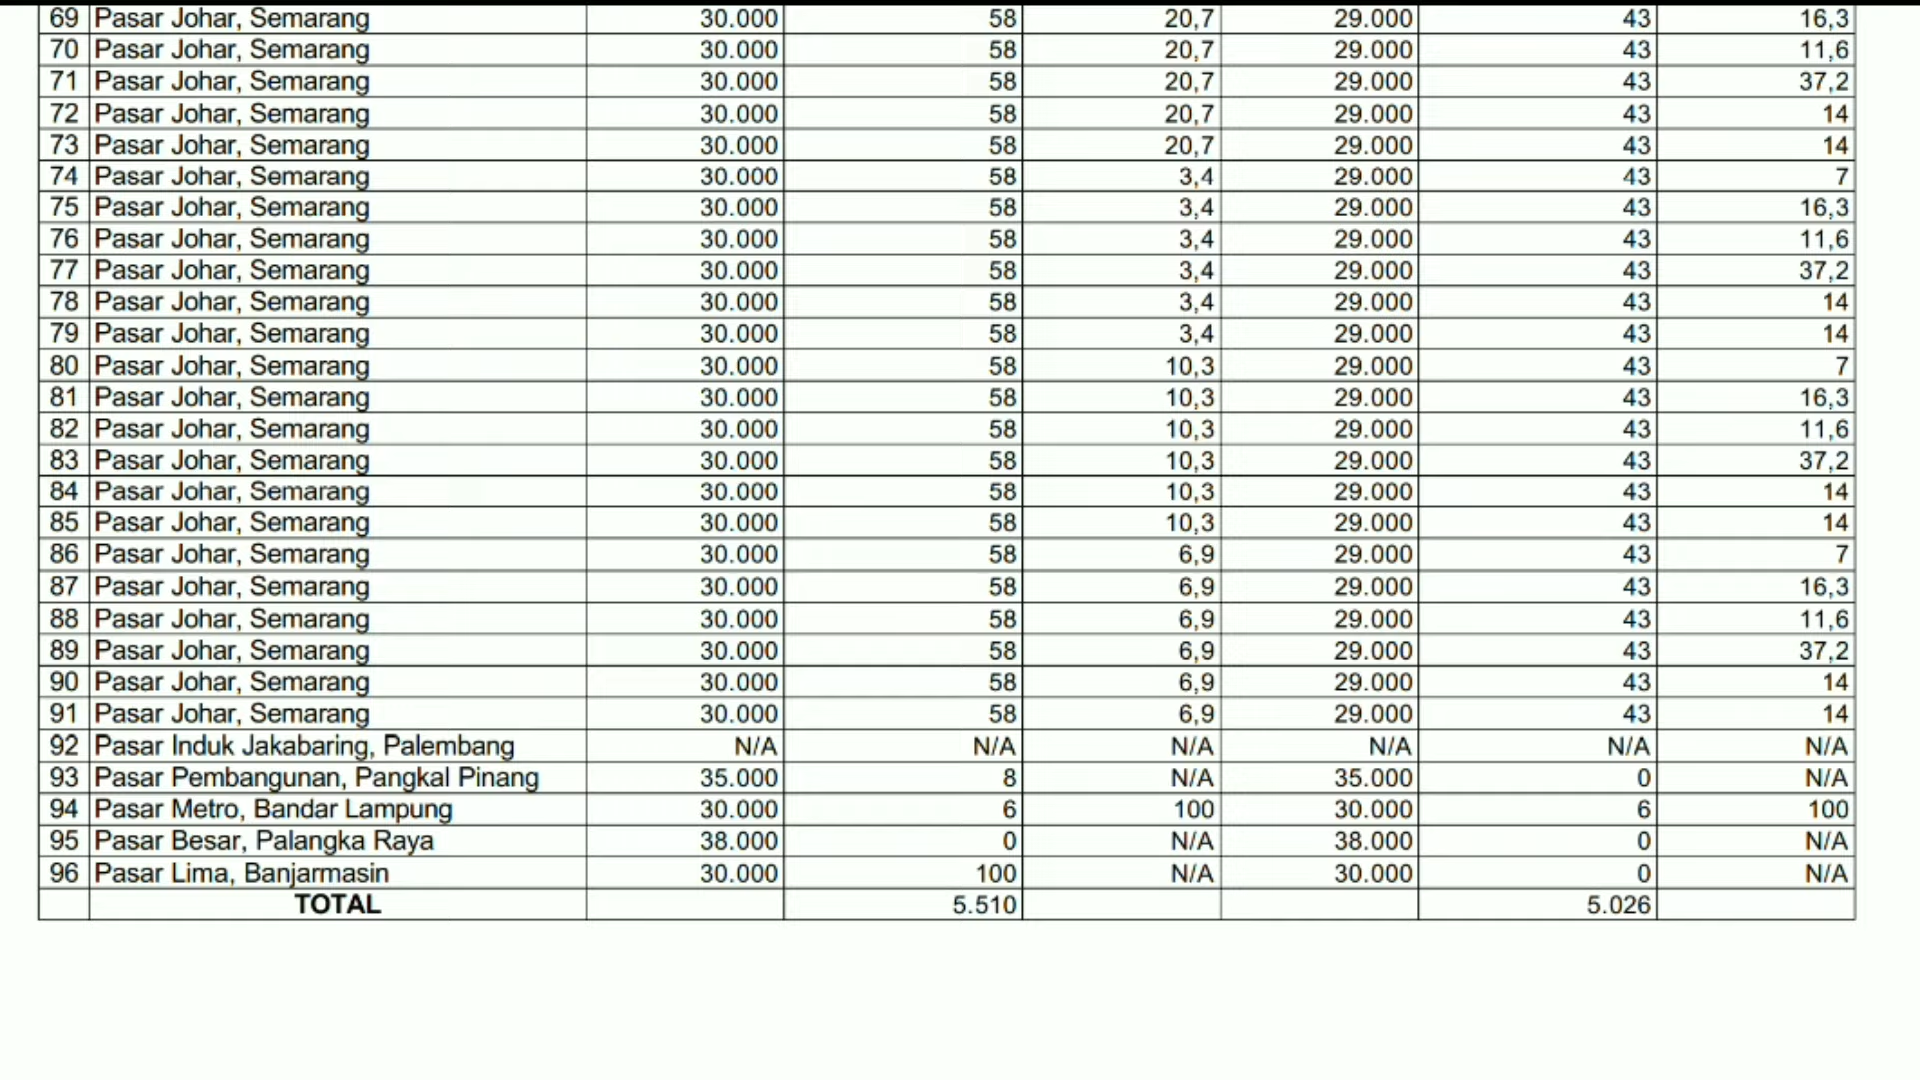 69 Pasar Johar, Semarang 30.000 58 20,7 29.000 43 16,3
70 Pasar Johar, Semarang 30.000 58 20,7 29.000 43 11,6
71 Pasar Johar, Semarang 30.000 58 20,7 29.000 43 37,2
72 Pasar Johar, Semarang 30.000 58 20,7 29.000 43 14
73 Pasar Johar, Semarang 30.000 58 20,7 29.000 43 14
74 Pasar Johar, Semarang 30.000 58 3,4 29.000 43 7
75 Pasar Johar, Semarang 30.000 58 3,4 29.000 43 16,3
76 Pasar Johar, Semarang 30.000 58 3,4 29.000 43 11,6
77 Pasar Johar, Semarang 30.000 58 3,4 29.000 43 37,2
78 Pasar Johar, Semarang 30.000 58 3,4 29.000 43 14
79 Pasar Johar, Semarang 30.000 58 3,4 29.000 43 14
80 Pasar Johar, Semarang 30.000 58 10,3 29.000 43 7
81 Pasar Johar, Semarang 30.000 58 10,3 29.000 43 16,3
82 Pasar Johar, Semarang 30.000 58 10,3 29.000 43 11,6
83 Pasar Johar, Semarang 30.000 58 10,3 29.000 43 37,2
84 Pasar Johar, Semarang 30.000 58 10,3 29.000 43 14
85 Pasar Johar, Semarang 30.000 58 10,3 29.000 43 14
86 Pasar Johar, Semarang 30.000 58 6,9 29.000 43 7
87 Pasar Johar, Semarang 30.000 58 6,9 29.000 43 16,3
88 Pasar Johar, Semarang 30.000 58 6,9 29.000 43 11,6
89 Pasar Johar, Semarang 30.000 58 6,9 29.000 43 37,2
90 Pasar Johar, Semarang 30.000 58 6,9 29.000 43 14
91 Pasar Johar, Semarang 30.000 58 6,9 29.000 43 14
92 Pasar Induk Jakabaring, Palembang N/A N/A N/A N/A N/A N/A
93 Pasar Pembangunan, Pangkal Pinang 35.000 8 N/A 35.000 0 N/A
94 Pasar Metro, Bandar Lampung 30.000 6 100 30.000 6 100
95 Pasar Besar, Palangka Raya 38.000 0 N/A 38.000 0 N/A
96 Pasar Lima, Banjarmasin 30.000 100 N/A 30.000 0 N/A
TOTAL 5.510 5.026